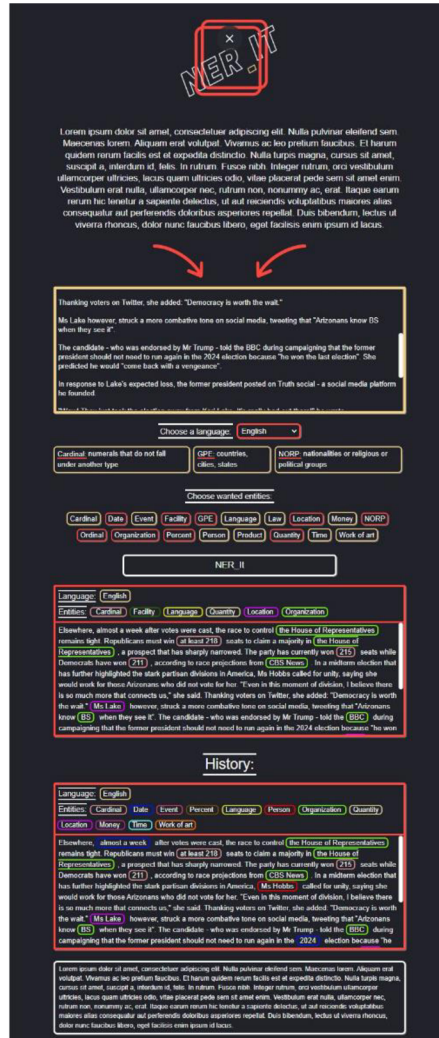 NER_IT
Lorem ipsum dolor sit amet, consectetuer adipiscing elit. Nulla pulvinar eleifend sem.
Maecenas lorem. Aliquam erat volutpat. Vivamus ac leo pretium faucibus. Et harum
quidem rerum facilis est et expedita distinctio. Nulla turpis magna, cursus sit amet,
suscipit a, interdum id, felis. In rutrum. Fusce nibh. Integer rutrum, orci vestibulum
ullamcorper ultricies, lacus quam ultricies odio, vitae placerat pede sem sit amet enim.
Vestibulum erat nulla, ullamcorper nec, rutrum non, nonummy ac, erat. Itaque earum
rerum hic tenetur a sapiente delectus, ut aut reiciendis voluptatibus maiores alias
consequatur aut perferendis doloribus asperiores repellat. Duis bibendum, lectus ut
viverra rhoncus, dolor nunc faucibus libero, eget facilisis enim ipsum id lacus.
Thanking voters on Twitter, she added: "Democracy is worth the wait."
Ms Lake however, struck a more combative tone on social media, tweeting that "Arizonans know BS
when they see it".
The candidate - who was endorsed by Mr Trump - told the BBC during campaigning that the former
president should not need to run again in the 2024 election because "he won the last election". She
predicted he would "come back with a vengeance".
In response to Lake's expected loss, the former president posted on Truth social - a social media platform
he founded.
Choose a language: English
Cardinal: numerals that do not fall
under another type
GPE: countries,
cities, states
NORP: nationalities or religious or
political groups
Choose wanted entities:
Cardinal Date Event Facility GPE Language Law Location Money NORP
Ordinal Organization Percent Person Product Quantity Time Work of art
NER_IT
Language: English
Entities: Cardinal Facility Language Quantity Location Organization
Elsewhere, almost a week after votes were cast, the race to control the House of Representatives
remains tight. Republicans must win at least 218 seats to claim a majority in the House of
Representatives , a prospect that has sharply narrowed. The party has currently won 215 seats while
Democrats have won 211 , according to race projections from CBS News . In a midterm election that
has further highlighted the stark partisan divisions in America, Ms Hobbs called for unity, saying she
would work for those Arizonans who did not vote for her. "Even in this moment of division, I believe there
is so much more that connects us," she said. Thanking voters on Twitter, she added: "Democracy is worth
the wait." Ms Lake however, struck a more combative tone on social media, tweeting that "Arizonans
know BS when they see it". The candidate - who was endorsed by Mr Trump - told the BBC during
campaigning that the former president should not need to run again in the 2024 election because "he won
History:
Language: English
Entities: Cardinal Date Event Percent Language Person Organization Quantity
Location Money Time Work of art
Elsewhere, almost a week after votes were cast, the race to control the House of Representatives
remains tight. Republicans must win at least 218 seats to claim a majority in the House of
Representatives , a prospect that has sharply narrowed. The party has currently won 215 seats while
Democrats have won 211 , according to race projections from CBS News . In a midterm election that
has further highlighted the stark partisan divisions in America, Ms Hobbs called for unity, saying she
would work for those Arizonans who did not vote for her. "Even in this moment of division, I believe there
is so much more that connects us," she said. Thanking voters on Twitter, she added: "Democracy is worth
the wait." Ms Lake however, struck a more combative tone on social media, tweeting that "Arizonans
know BS when they see it". The candidate - who was endorsed by Mr Trump - told the BBC during
campaigning that the former president should not need to run again in the 2024 election because "he
Lorem ipsum dolor sit amet, consectetuer adipiscing elit. Nulla pulvinar eleifend sem. Maecenas lorem. Aliquam erat
volutpat. Vivamus ac leo pretium faucibus. Et harum quidem rerum facilis est et expedita distinctio. Nulla turpis magna,
cursus sit amet, suscipit a, interdum id, felis. In rutrum. Fusce nibh. Integer rutrum, orci vestibulum ullamcorper
ultricies, lacus quam ultricies odio, vitae placerat pede sem sit amet enim. Vestibulum erat nulla, ullamcorper nec,
rutrum non, nonummy ac, erat. Itaque earum rerum hic tenetur a sapiente delectus, ut aut reiciendis voluptatibus
maiores alias consequatur aut perferendis doloribus asperiores repellat. Duis bibendum, lectus ut viverra rhoncus,
dolor nunc faucibus libero, eget facilisis enim ipsum id lacus.